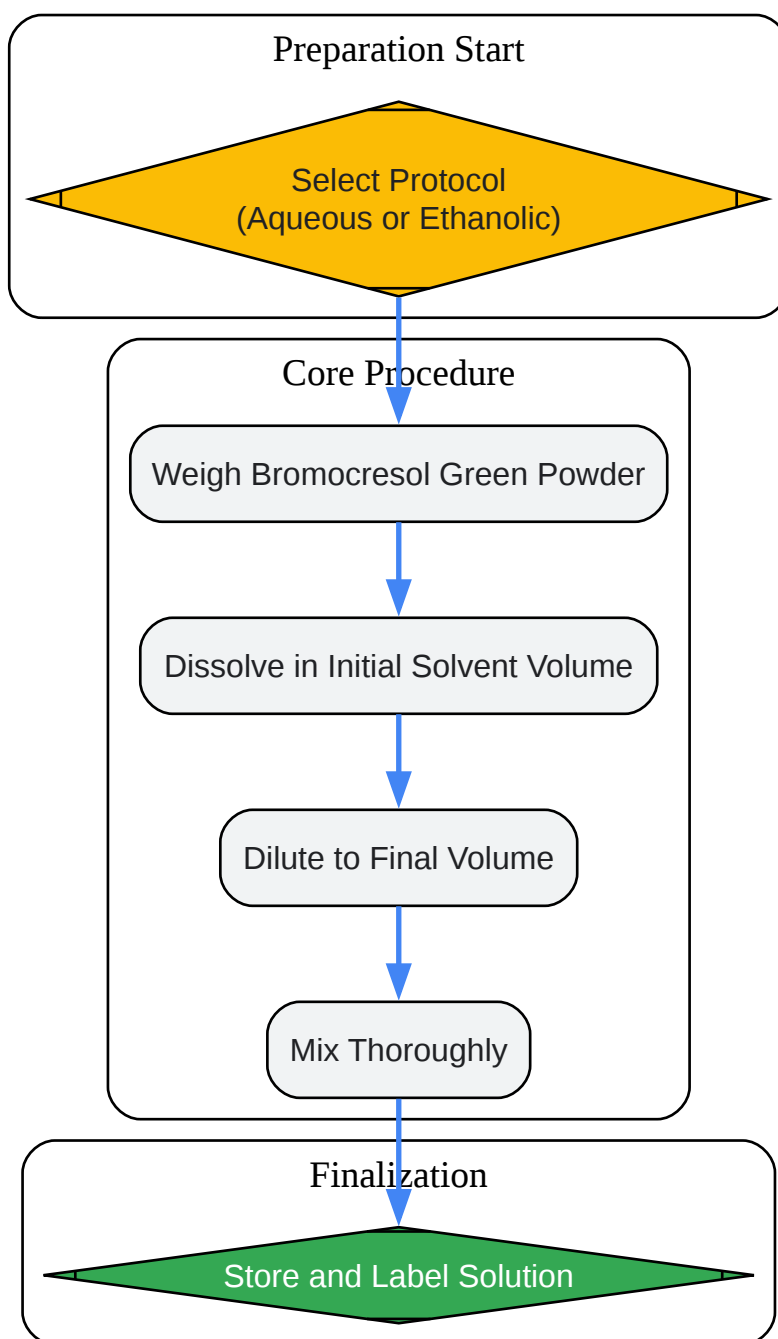 Preparation Start
Select Protocol
(Aqueous or Ethanolic)
Core Procedure
Weigh Bromocresol Green Powder
Dissolve in Initial Solvent Volume
Dilute to Final Volume
Mix Thoroughly
Finalization
Store and Label Solution